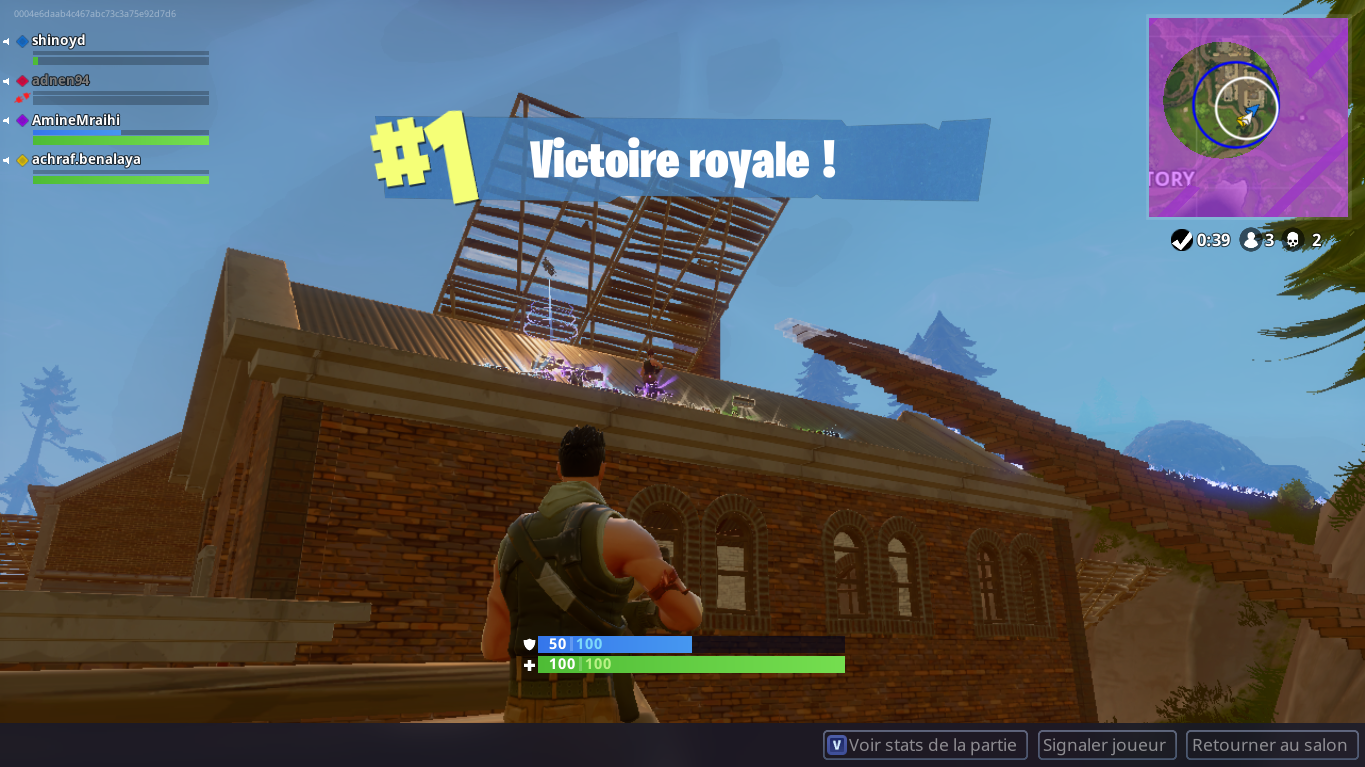 0004e6daab4c467abc73c3a75e92d7d6
shinoyd
adnen94
AmineMraihi
achraf.benalaya
#1
Victoire royale !
TORY
0:39 3 2
50 | 100
100 | 100
V Voir stats de la partie
Signaler joueur
Retourner au salon